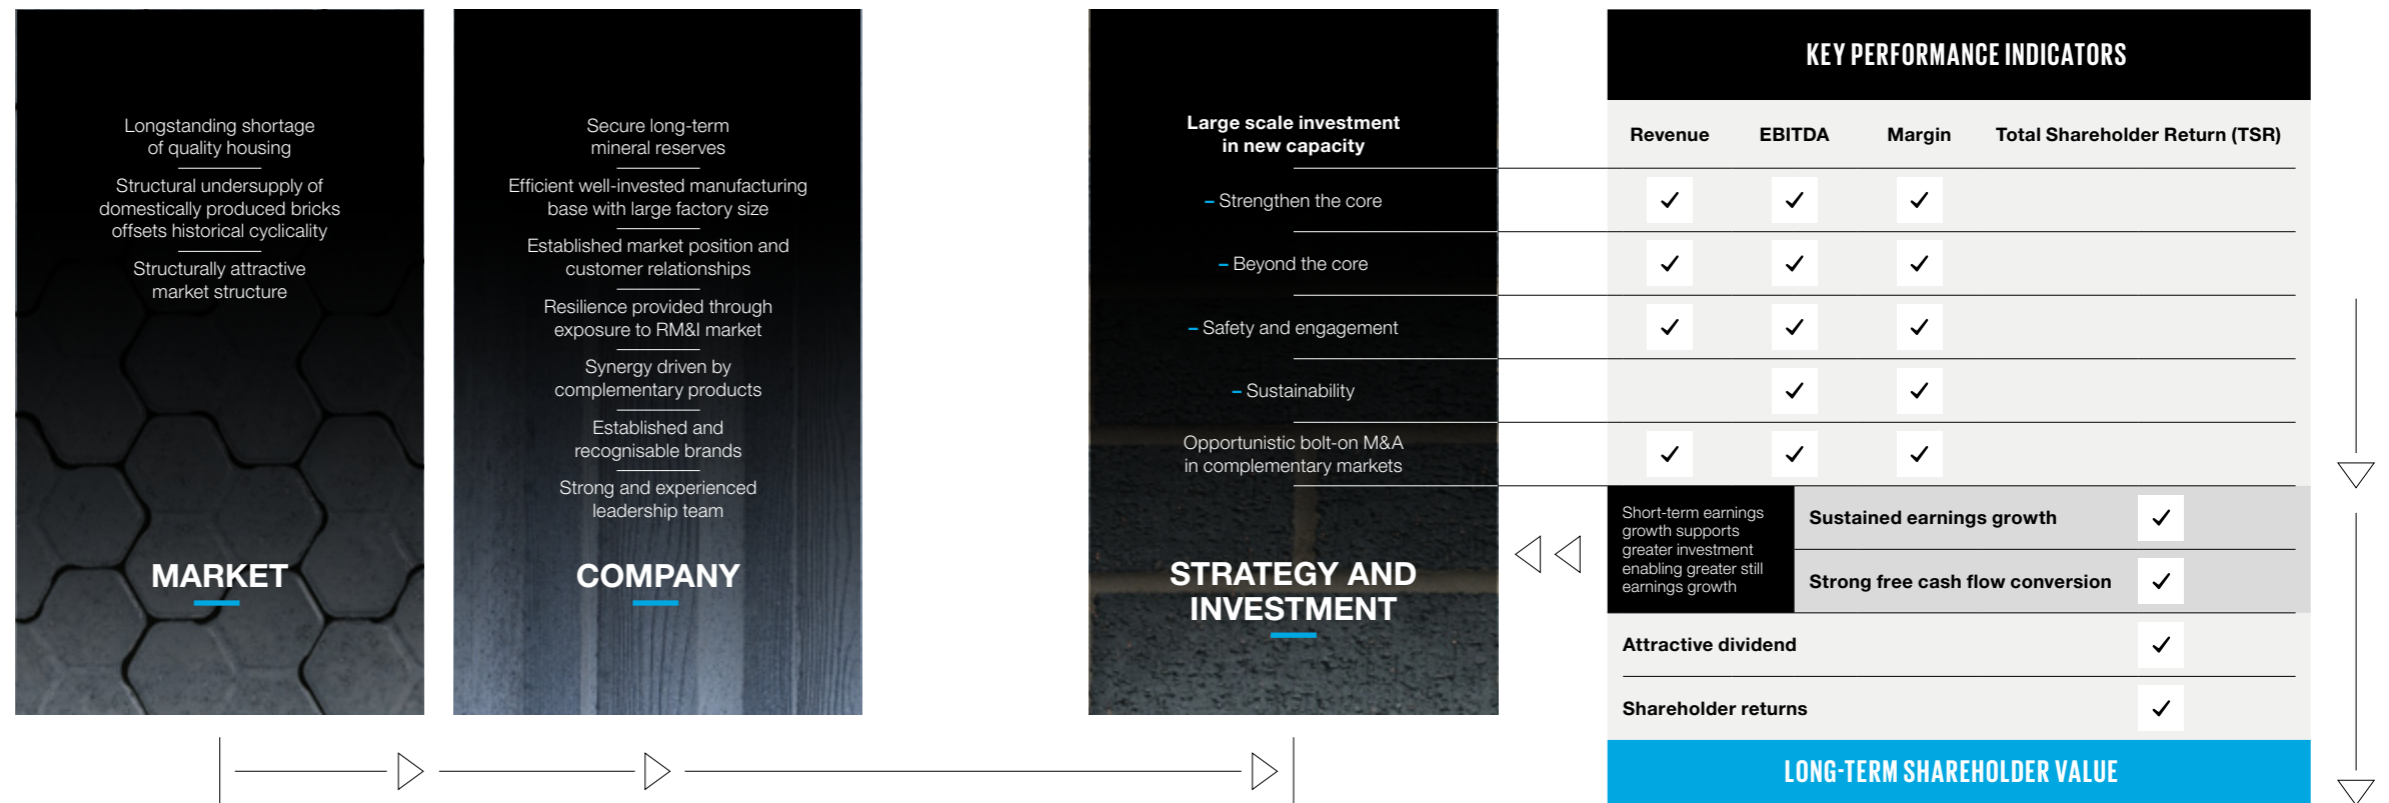 Longstanding shortage
of quality housing
Structural undersupply of
domestically produced bricks
offsets historical cyclicality
Structurally attractive
market structure
MARKET
Secure long-term
mineral reserves
Efficient well-invested manufacturing
base with large factory size
Established market position and
customer relationships
Resilience provided through
exposure to RM&I market
Synergy driven by
complementary products
Established and
recognisable brands
Strong and experienced
leadership team
COMPANY
Large scale investment
in new capacity
– Strengthen the core
– Beyond the core
– Safety and engagement
– Sustainability
Opportunistic bolt-on M&A
in complementary markets
STRATEGY AND
INVESTMENT
KEY PERFORMANCE INDICATORS
Revenue EBITDA Margin Total Shareholder Return (TSR)
✓ ✓ ✓
✓ ✓ ✓
✓ ✓ ✓
✓ ✓
✓ ✓ ✓
Short-term earnings
growth supports
greater investment
enabling greater still
earnings growth
Sustained earnings growth ✓
Strong free cash flow conversion ✓
Attractive dividend ✓
Shareholder returns ✓
LONG-TERM SHAREHOLDER VALUE